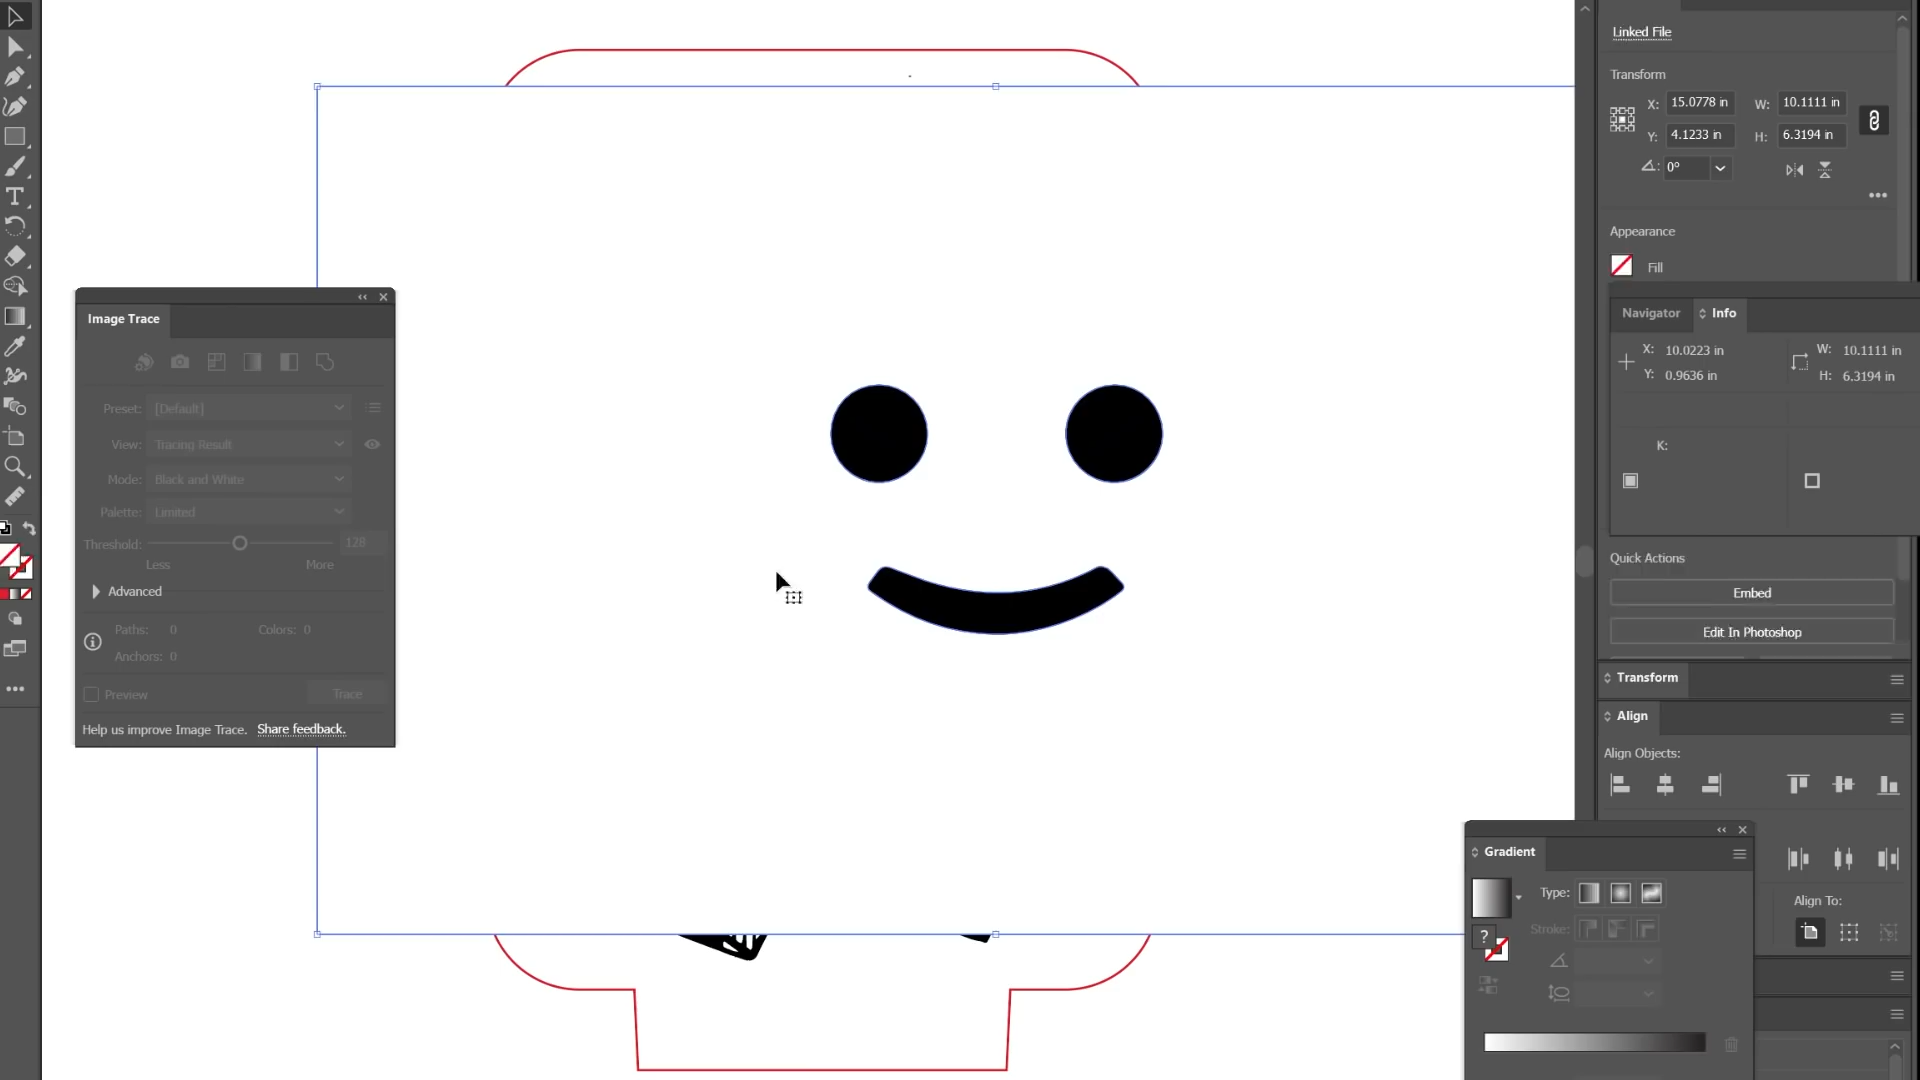 Linked File
Transform
X: 15.0778 in W: 10.1111 in
Y: 4.1233 in H: 6.3194 in
0°
Appearance
Fill
Navigator Info
X: 10.0223 in W: 10.1111 in
Y: 0.9636 in H: 6.3194 in
K:
Quick Actions
Embed
Edit In Photoshop
Transform
Align
Align Objects:
Align To:
Image Trace
Preset: [Default]
View: Tracing Result
Mode: Black and White
Palette: Limited
Threshold: 128
Less More
Advanced
Paths: 0 Colors: 0
Anchors: 0
Preview Trace
Help us improve Image Trace. Share feedback.
Gradient
Type:
Stroke:
?
T